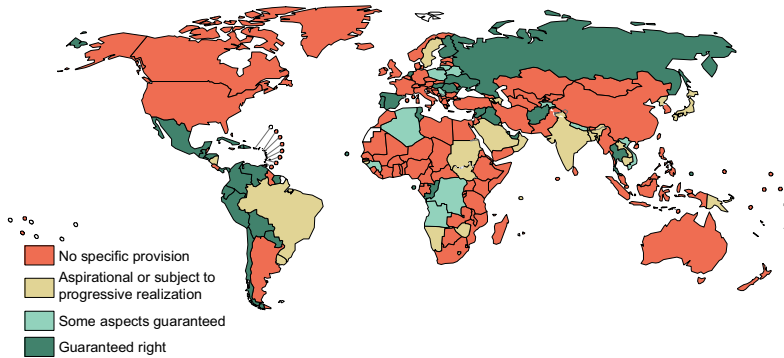 No specific provision
Aspirational or subject to
progressive realization
Some aspects guaranteed
Guaranteed right